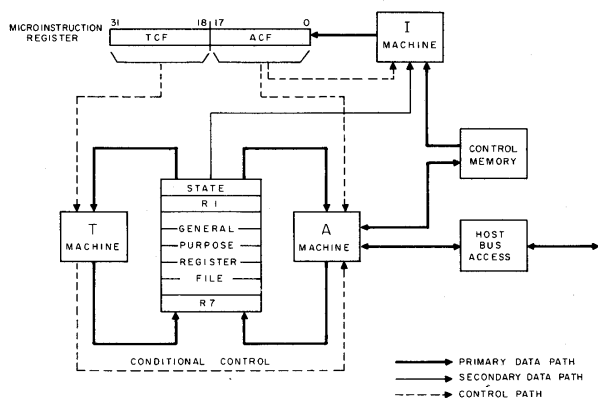 MICROINSTRUCTION
REGISTER
31 18 17 0
TCF ACF
I
MACHINE
CONTROL
MEMORY
STATE
R1
GENERAL
PURPOSE
REGISTER
FILE
R7
T
MACHINE
A
MACHINE
HOST
BUS
ACCESS
CONDITIONAL CONTROL
PRIMARY DATA PATH
SECONDARY DATA PATH
CONTROL PATH